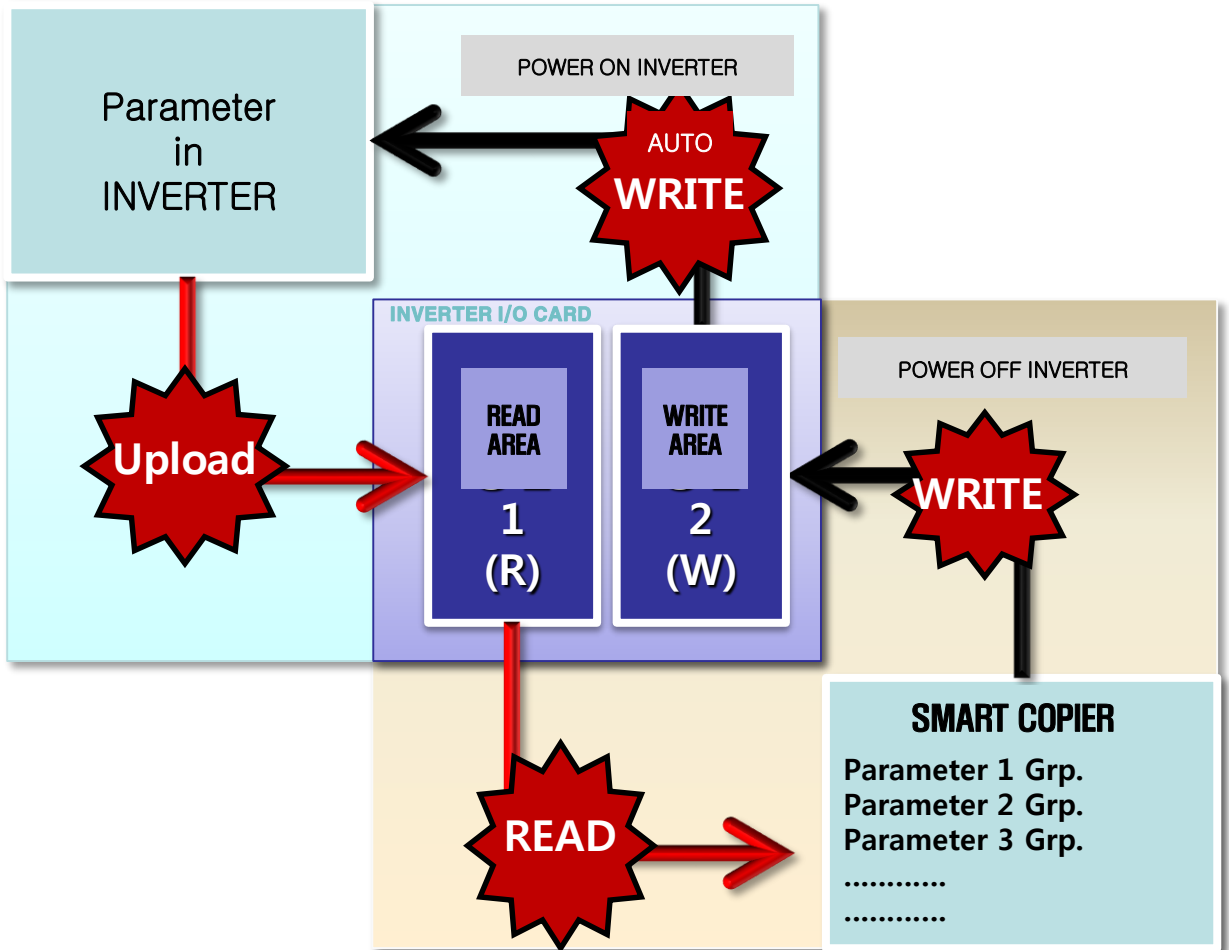 Parameter
in
INVERTER
POWER ON INVERTER
AUTO
WRITE
INVERTER I/O CARD
Upload
READ
AREA
1
(R)
WRITE
AREA
2
(W)
POWER OFF INVERTER
WRITE
READ
SMART COPIER
Parameter 1 Grp.
Parameter 2 Grp.
Parameter 3 Grp.
............
............